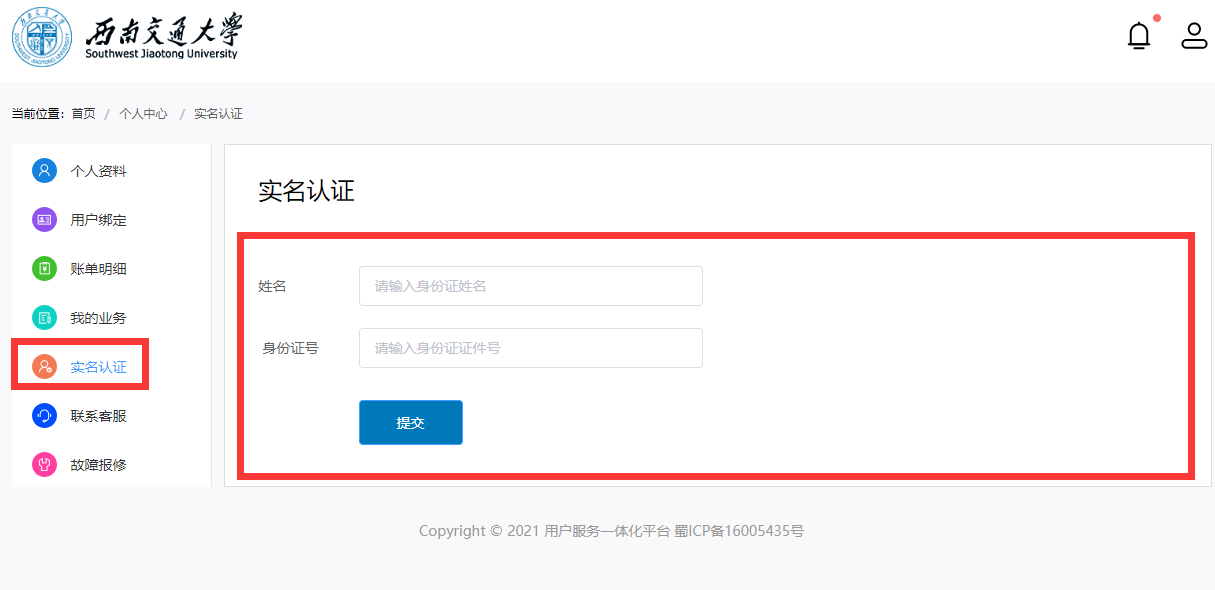 西南交通大学
Southwest Jiaotong University
当前位置：首页 / 个人中心 / 实名认证
个人资料
用户绑定
账单明细
我的业务
实名认证
联系客服
故障报修
实名认证
姓名 请输入身份证姓名
身份证号 请输入身份证证件号
提交
Copyright © 2021 用户服务一体化平台 蜀ICP备16005435号